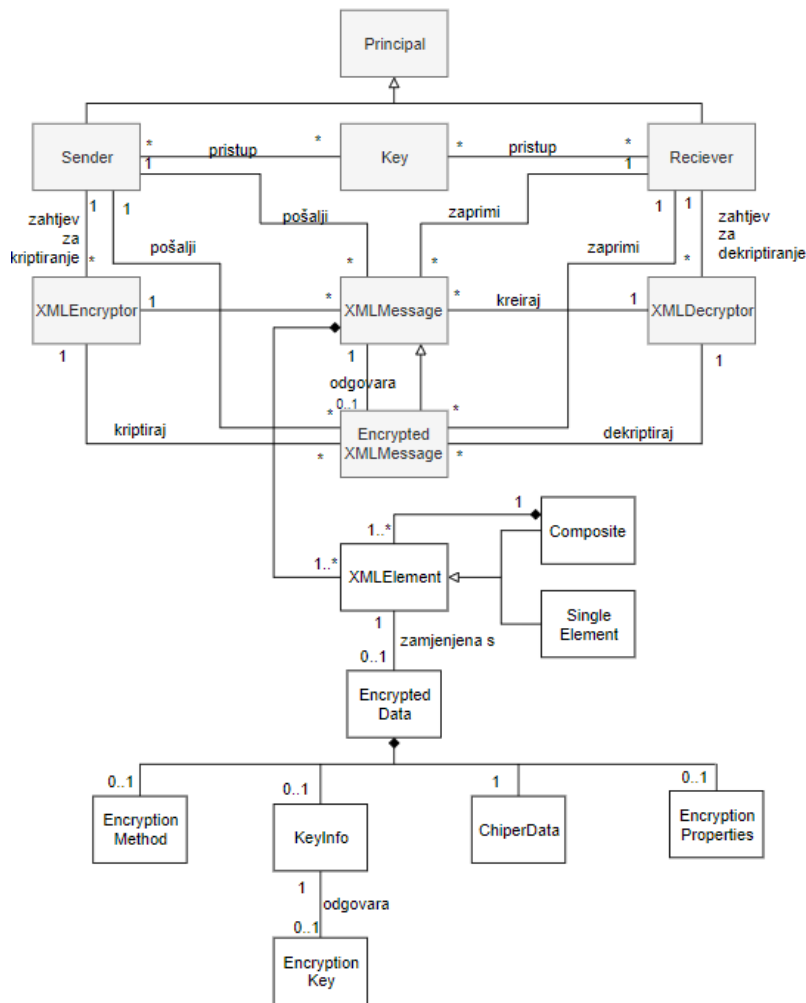 Principal
Sender
*
pristup
*
Key
*
pristup
*
Reciever
1
1
1
1
pošalji
zaprimi
1
1
zahtjev
za
kriptiranje
pošalji
zaprimi
zahtjev
za
dekriptiranje
*
*
*
*
XMLEncryptor
1
*
XMLMessage
*
kreiraj
1
XMLDecryptor
1
1
1
odgovara
0..1
*
*
kriptiraj
Encrypted
XMLMessage
dekriptiraj
*
*
1
Composite
1..*
1..*
XMLElement
Single
Element
1
zamjenjena s
0..1
Encrypted
Data
0..1
0..1
1
0..1
Encryption
Method
KeyInfo
ChiperData
Encryption
Properties
1
odgovara
0..1
Encryption
Key